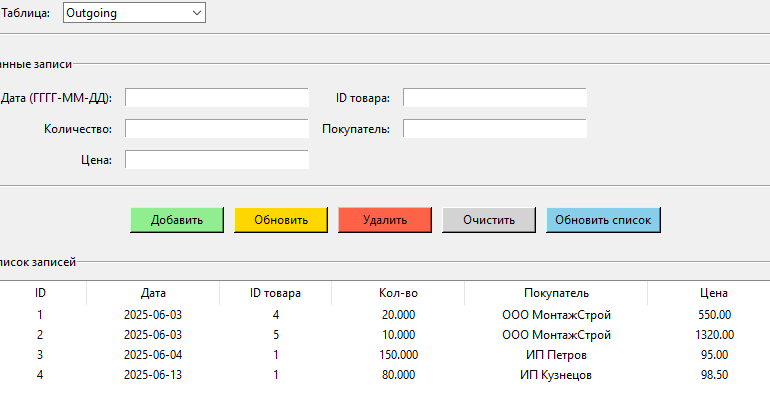 Таблица: Outgoing
анные записи
Дата (ГГГГ-ММ-ДД): ID товара:
Количество: Покупатель:
Цена:
Добавить Обновить Удалить Очистить Обновить список
писок записей
ID Дата ID товара Кол-во Покупатель Цена
1 2025-06-03 4 20.000 ООО МонтажСтрой 550.00
2 2025-06-03 5 10.000 ООО МонтажСтрой 1320.00
3 2025-06-04 1 150.000 ИП Петров 95.00
4 2025-06-13 1 80.000 ИП Кузнецов 98.50